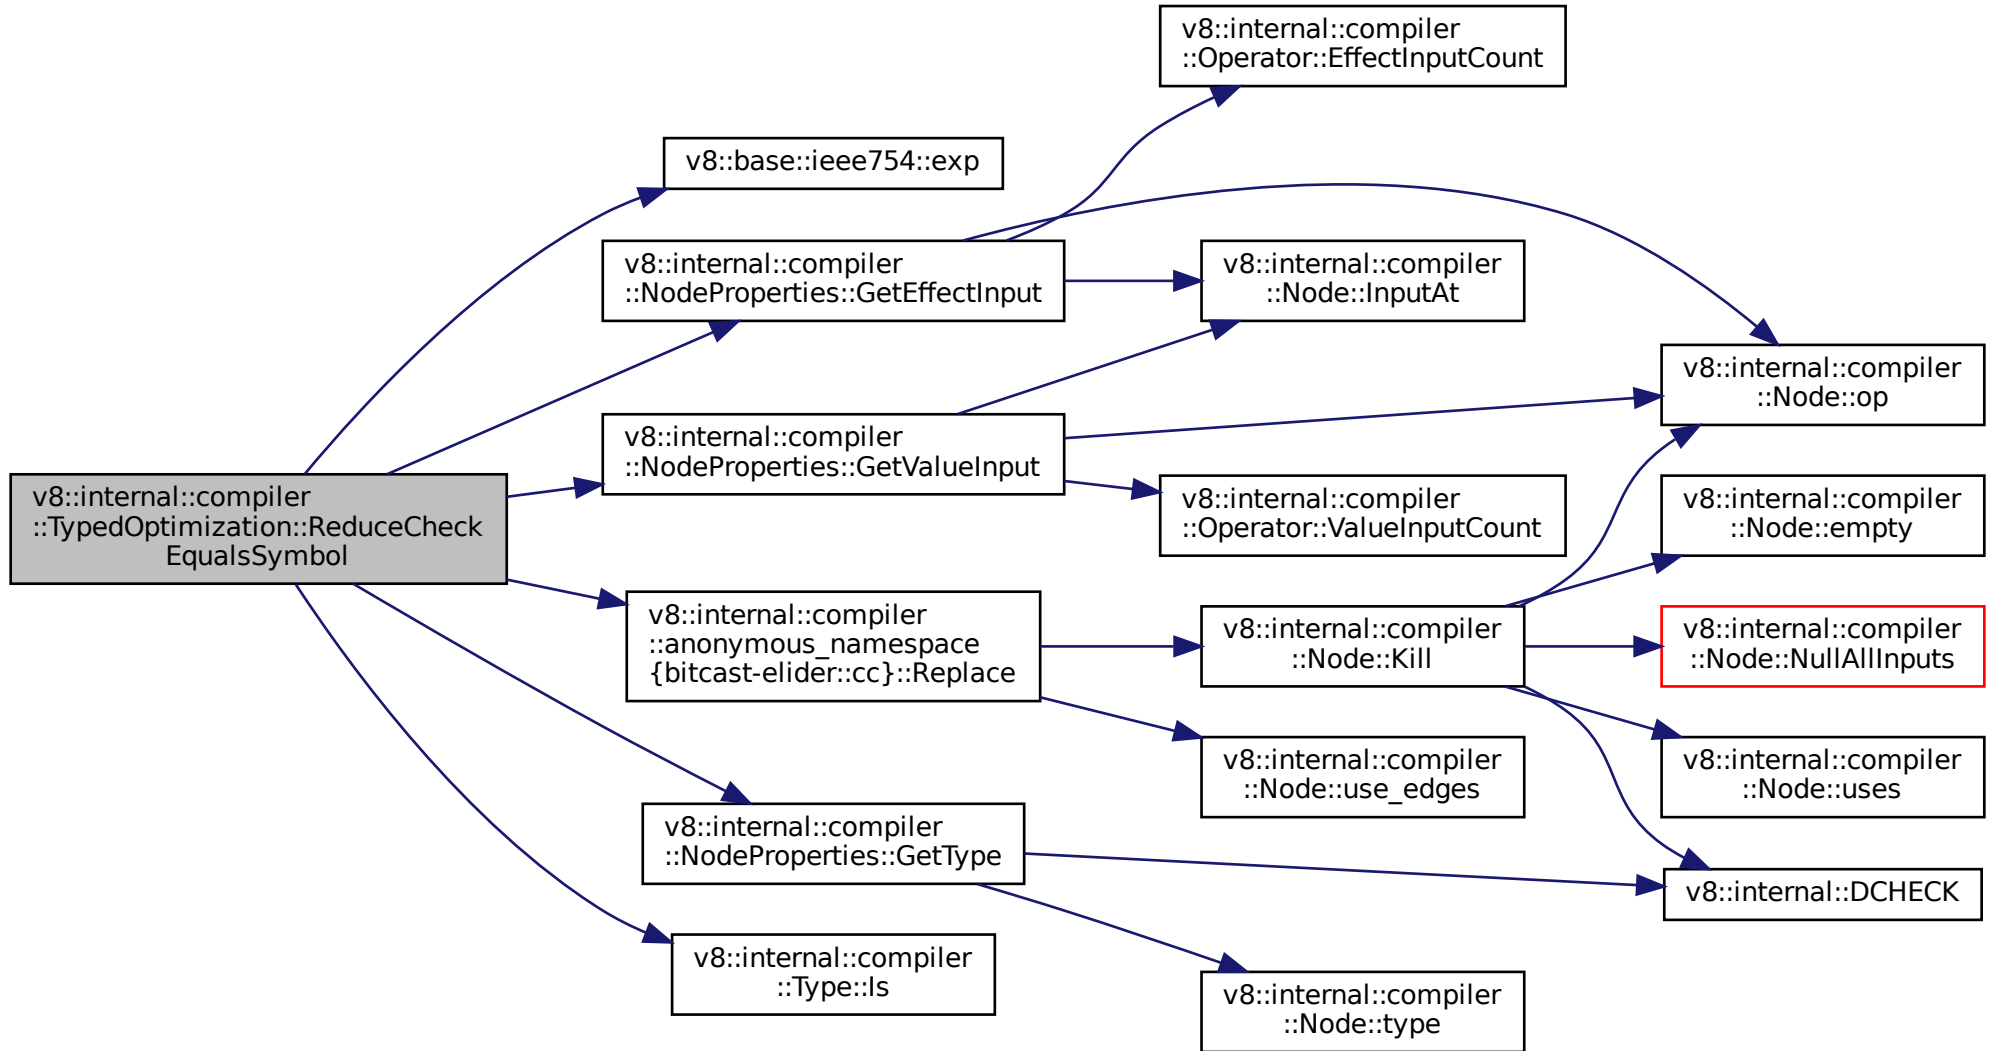 v8::internal::compiler
::Operator::EffectInputCount
v8::base::ieee754::exp
v8::internal::compiler
::NodeProperties::GetEffectInput
v8::internal::compiler
::Node::InputAt
v8::internal::compiler
::Node::op
v8::internal::compiler
::NodeProperties::GetValueInput
v8::internal::compiler
::TypedOptimization::ReduceCheck
EqualsSymbol
v8::internal::compiler
::Operator::ValueInputCount
v8::internal::compiler
::Node::empty
v8::internal::compiler
::anonymous_namespace
{bitcast-elider::cc}::Replace
v8::internal::compiler
::Node::Kill
v8::internal::compiler
::Node::NullAllInputs
v8::internal::compiler
::Node::use_edges
v8::internal::compiler
::Node::uses
v8::internal::compiler
::NodeProperties::GetType
v8::internal::DCHECK
v8::internal::compiler
::Type::Is
v8::internal::compiler
::Node::type